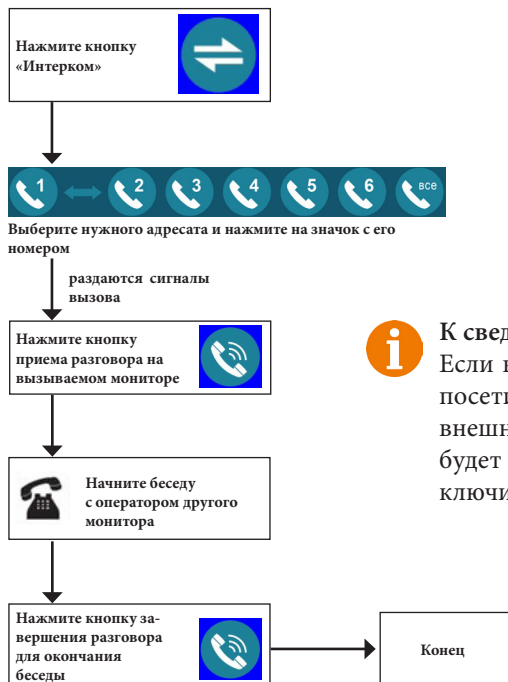 Нажмите кнопку
«Интерком»
1 2 3 4 5 6 все
Выберите нужного адресата и нажмите на значок с его
номером
раздаются сигналы
вызова
Нажмите кнопку
приема разговора на
вызываемом мониторе
К
Если
посети
внешн
будет
ключи
Начните беседу
с оператором другого
монитора
Нажмите кнопку за-
вершения разговора
для окончания
беседы
Конец